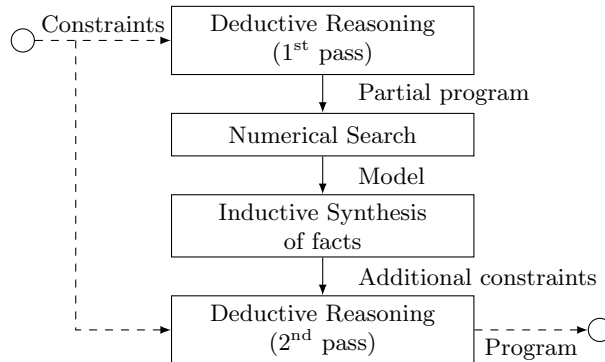 Constraints
Deductive Reasoning
(1st pass)
Partial program
Numerical Search
Model
Inductive Synthesis
of facts
Additional constraints
Deductive Reasoning
(2nd pass)
Program